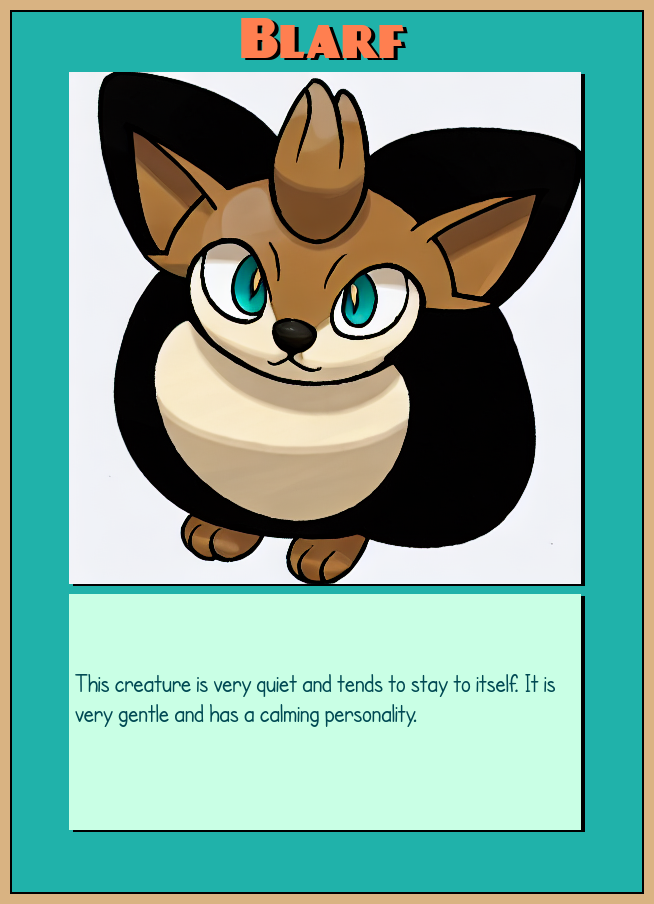 Blarf
This creature is very quiet and tends to stay to itself. It is
very gentle and has a calming personality.